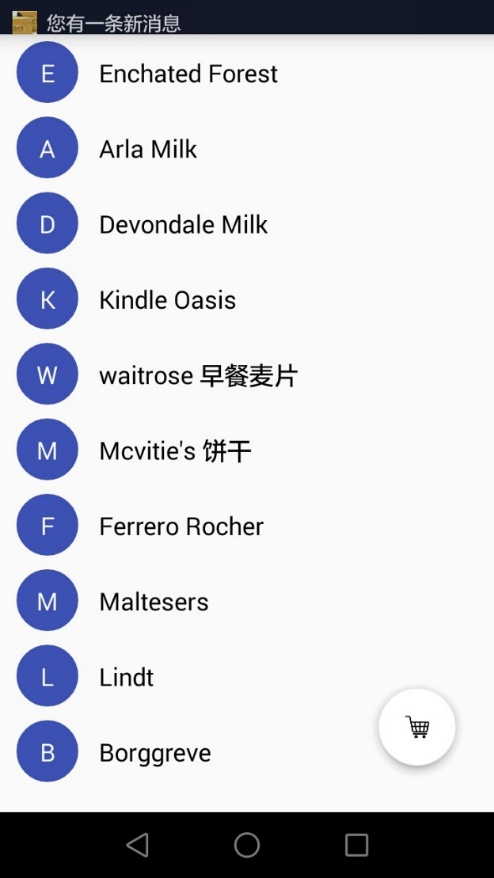 您有一条新消息
E Enchated Forest
A Arla Milk
D Devondale Milk
K Kindle Oasis
W waitrose 早餐麦片
M Mcvitie's 饼干
F Ferrero Rocher
M Maltesers
L Lindt
B Borggreve